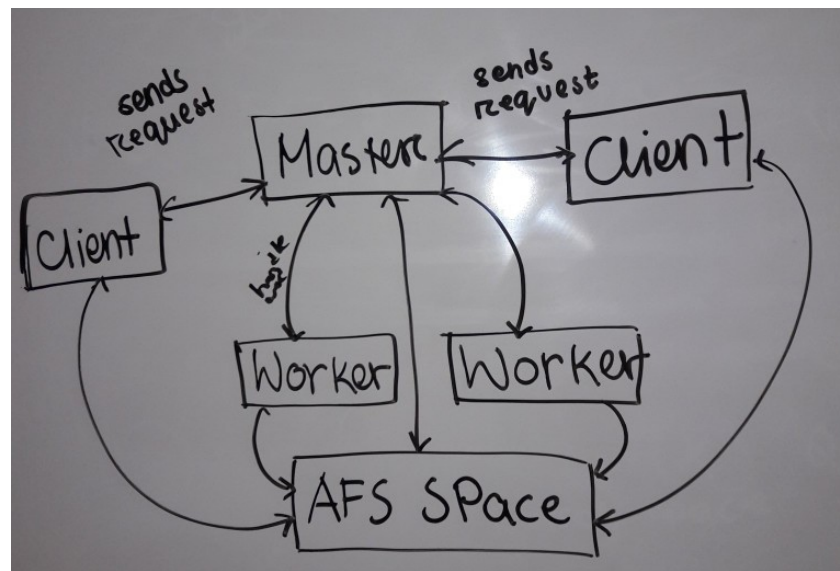 sends
request
sends
request
Master
Client
Client
Worker
Worker
AFS SPace